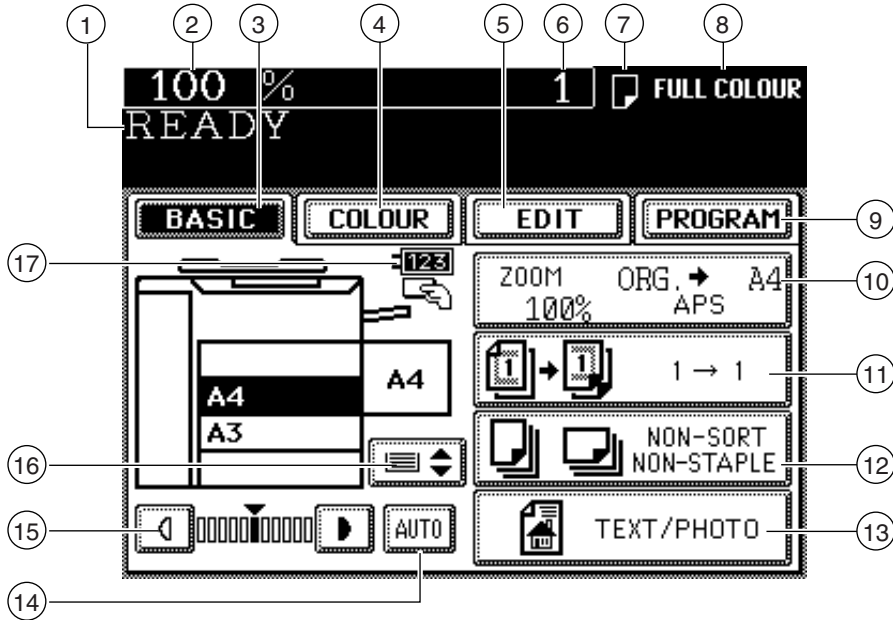 1 2 3 4 5 6 7 8
100 % 1 FULL COLOUR
READY
BASIC COLOUR EDIT PROGRAM
9
17
123
ZOOM ORG. → A4
100% APS
10
1 → 1 1 → 1
11
A4
A4
A3
NON-SORT
NON-STAPLE
12
16
15
AUTO
TEXT/PHOTO
13
14